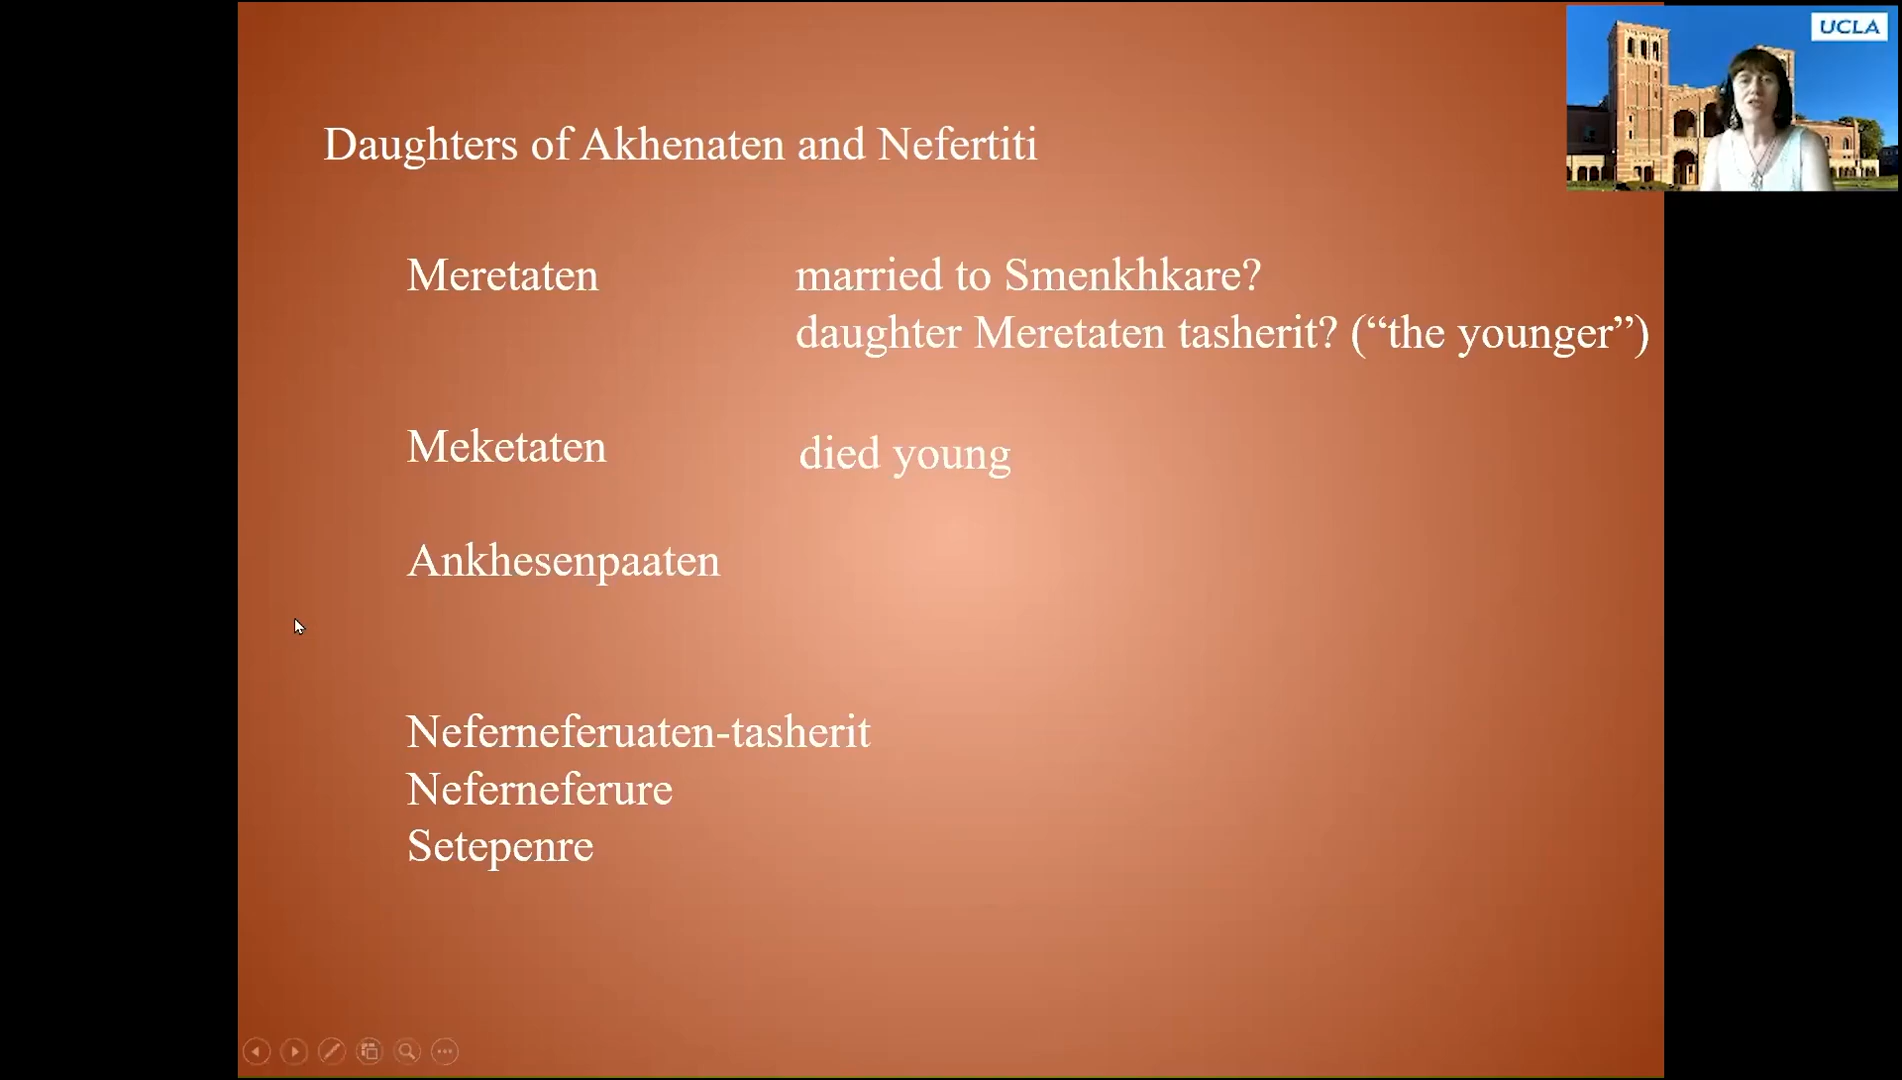 UCLA
Daughters of Akhenaten and Nefertiti
Meretaten married to Smenkhkare?
daughter Meretaten tasherit? (“the younger”)
Meketaten died young
Ankhesenpaaten
Neferneferuaten-tasherit
Neferneferure
Setepenre